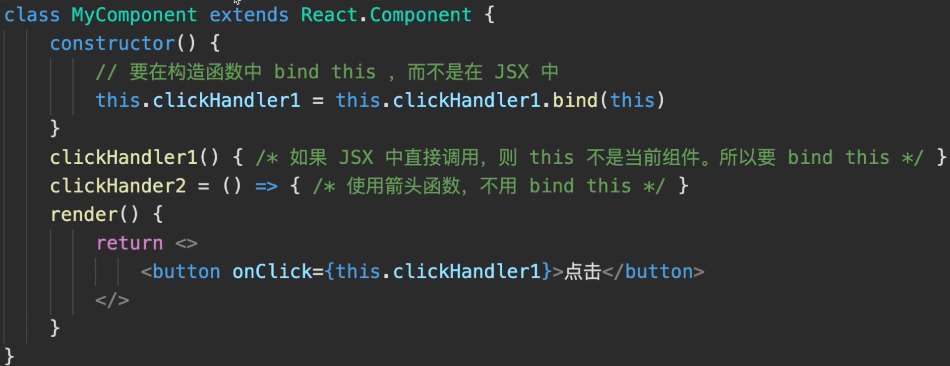 class MyComponent extends React.Component {
constructor() {
// 要在构造函数中 bind this ，而不是在 JSX 中
this.clickHandler1 = this.clickHandler1.bind(this)
}
clickHandler1() { /* 如果 JSX 中直接调用，则 this 不是当前组件。所以要 bind this */ }
clickHander2 = () => { /* 使用箭头函数，不用 bind this */ }
render() {
return <>
<button onClick={this.clickHandler1}>点击</button>
</>
}
}